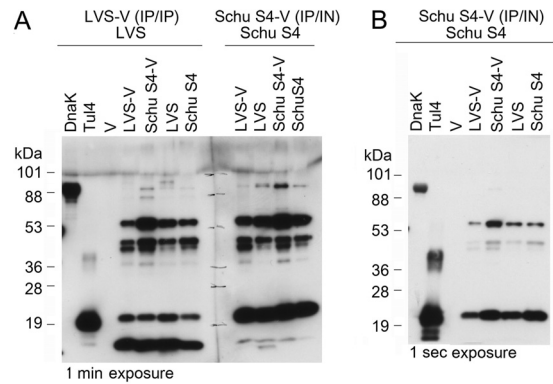 A
LVS-V (IP/IP)
LVS
Schu S4-V (IP/IN)
Schu S4
DnaK
Tul4
V
LVS-V
Schu S4-V
LVS
Schu S4
LVS-V
LVS
Schu S4-V
SchuS4
kDa
101
88
53
36
28
19
1 min exposure
B
Schu S4-V (IP/IN)
Schu S4
DnaK
Tul4
V
LVS-V
Schu S4-V
LVS
Schu S4
kDa
101
88
53
36
28
19
1 sec exposure